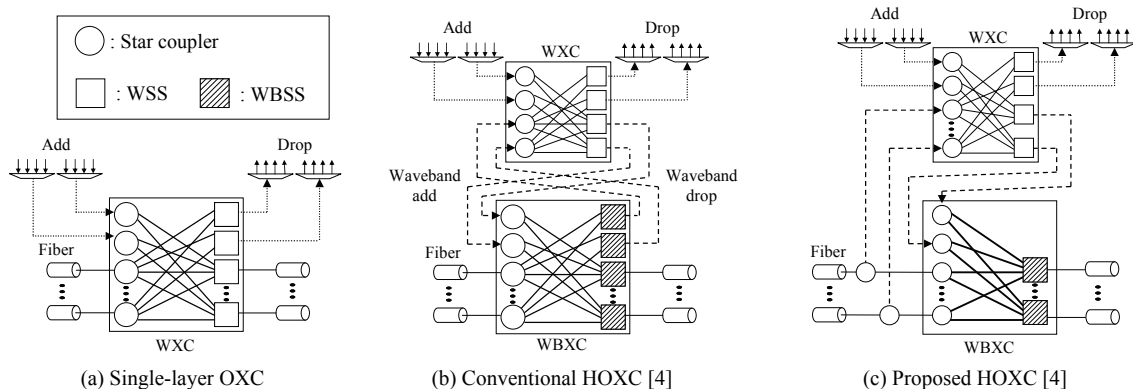 : Star coupler
: WSS
: WBSS
Add
Drop
Fiber
WXC
(a) Single-layer OXC
Add
WXC
Drop
Waveband
add
Waveband
drop
Fiber
WBXC
(b) Conventional HOXC [4]
Add
WXC
Drop
Fiber
WBXC
(c) Proposed HOXC [4]